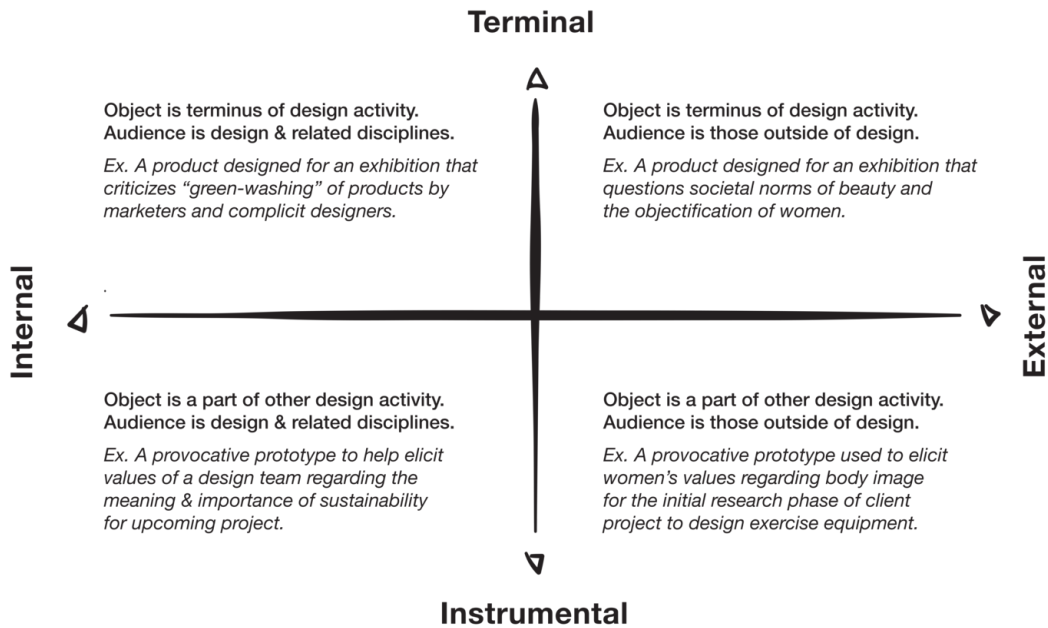 Terminal
Object is terminus of design activity.
Audience is design & related disciplines.
Ex. A product designed for an exhibition that
criticizes “green-washing” of products by
marketers and complicit designers.
Object is terminus of design activity.
Audience is those outside of design.
Ex. A product designed for an exhibition that
questions societal norms of beauty and
the objectification of women.
Internal
External
Object is a part of other design activity.
Audience is design & related disciplines.
Ex. A provocative prototype to help elicit
values of a design team regarding the
meaning & importance of sustainability
for upcoming project.
Object is a part of other design activity.
Audience is those outside of design.
Ex. A provocative prototype used to elicit
women’s values regarding body image
for the initial research phase of client
project to design exercise equipment.
Instrumental